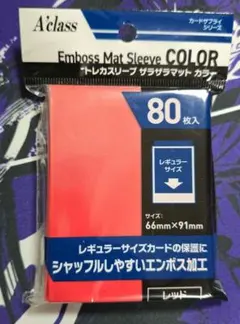 A'class
カードサプライ
シリーズ
Emboss Mat Sleeve COLOR
トレカスリーブ ザラザラマット カラー
80枚入
レギュラー
サイズ
サイズ:
66mm×91mm
レギュラーサイズカードの保護に
シャッフルしやすいエンボス加工
レッド